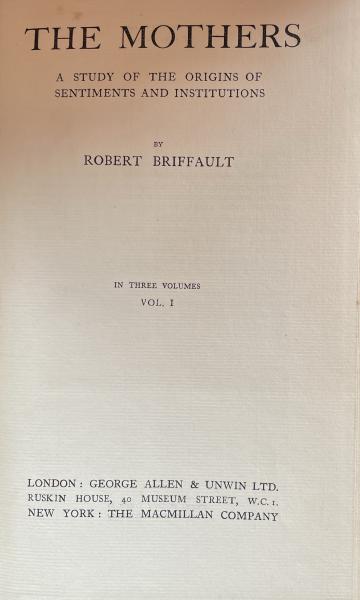 THE MOTHERS
A STUDY OF THE ORIGINS OF
SENTIMENTS AND INSTITUTIONS
BY
ROBERT BRIFFAULT
IN THREE VOLUMES
VOL. I
LONDON: GEORGE ALLEN & UNWIN LTD.
RUSKIN HOUSE, 40 MUSEUM STREET, W.C. 1.
NEW YORK: THE MACMILLAN COMPANY